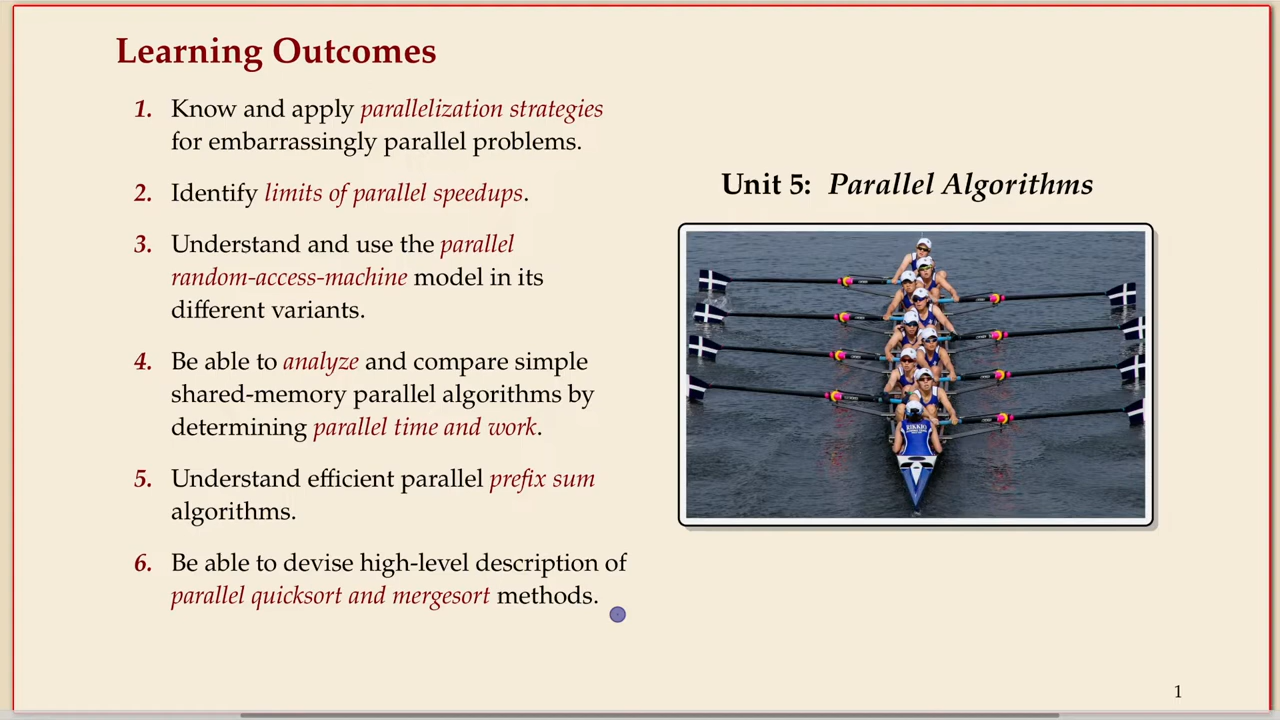 Learning Outcomes
1. Know and apply parallelization strategies
for embarrassingly parallel problems.
2. Identify limits of parallel speedups.
3. Understand and use the parallel
random-access-machine model in its
different variants.
4. Be able to analyze and compare simple
shared-memory parallel algorithms by
determining parallel time and work.
5. Understand efficient parallel prefix sum
algorithms.
6. Be able to devise high-level description of
parallel quicksort and mergesort methods.
Unit 5: Parallel Algorithms
1